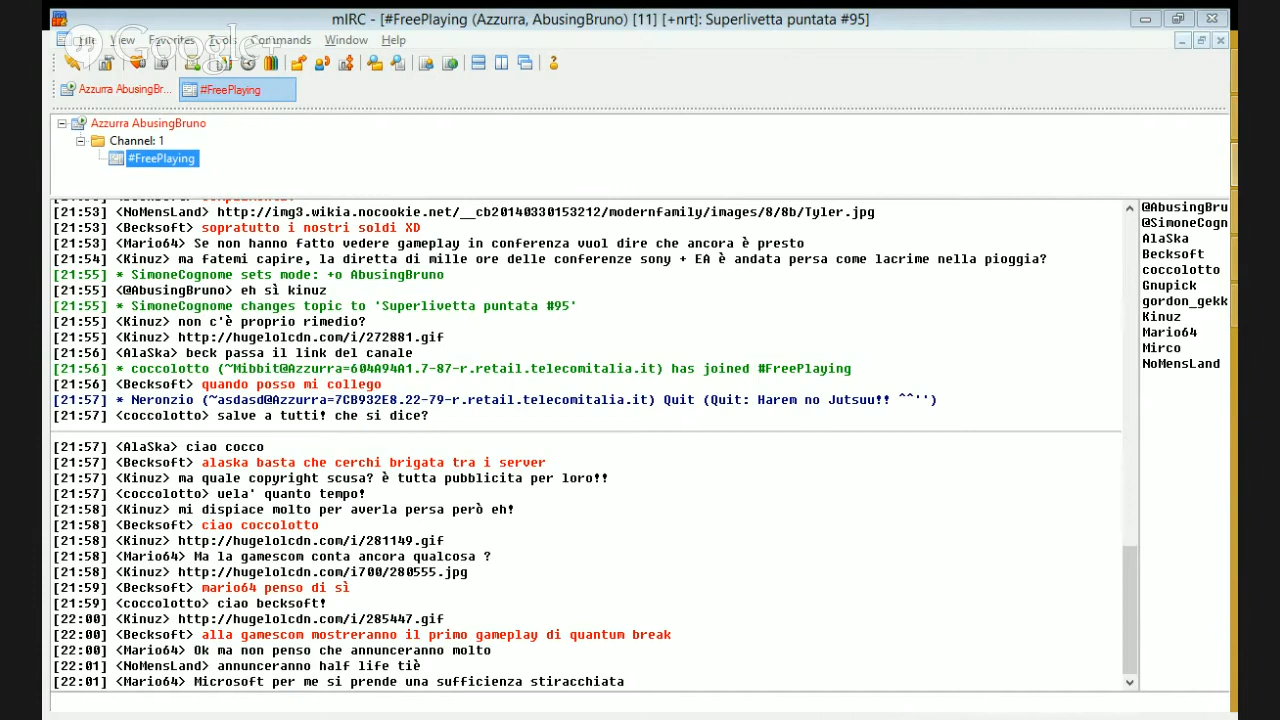 mIRC - [#FreePlaying (Azzurra, AbusingBruno) [11] [+nrt]: Superlivetta puntata #95]
File View Favorites Tools Commands Window Help
Google+
Azzurra AbusingBr... #FreePlaying
Azzurra AbusingBruno
Channel: 1
#FreePlaying
[21:53] <NoMensLand> http://img3.wikia.nocookie.net/__cb20140330153212/modernfamily/images/8/8b/Tyler.jpg
[21:53] <Becksoft> sopratutto i nostri soldi XD
[21:53] <Mario64> Se non hanno fatto vedere gameplay in conferenza vuol dire che ancora è presto
[21:54] <Kinuz> ma fatemi capire, la diretta di mille ore delle conferenze sony + EA è andata persa come lacrime nella pioggia?
[21:55] * SimoneCognome sets mode: +o AbusingBruno
[21:55] <@AbusingBruno> eh sì kinuz
[21:55] * SimoneCognome changes topic to 'Superlivetta puntata #95'
[21:55] <Kinuz> non c'è proprio rimedio?
[21:55] <Kinuz> http://hugelolcdn.com/i/272881.gif
[21:56] <AlaSka> beck passa il link del canale
[21:56] * coccolotto (~Mibbit@Azzurra=604A94A1.7-87-r.retail.telecomitalia.it) has joined #FreePlaying
[21:56] <Becksoft> quando posso mi collego
[21:57] * Neronzio (~asdasd@Azzurra=7CB932E8.22-79-r.retail.telecomitalia.it) Quit (Quit: Harem no Jutsuu!! ^^'')
[21:57] <coccolotto> salve a tutti! che si dice?
[21:57] <AlaSka> ciao cocco
[21:57] <Becksoft> alaska basta che cerchi brigata tra i server
[21:57] <Kinuz> ma quale copyright scusa? è tutta pubblicita per loro!!
[21:57] <coccolotto> uela' quanto tempo!
[21:58] <Kinuz> mi dispiace molto per averla persa però eh!
[21:58] <Becksoft> ciao coccolotto
[21:58] <Kinuz> http://hugelolcdn.com/i/281149.gif
[21:58] <Mario64> Ma la gamescom conta ancora qualcosa ?
[21:58] <Kinuz> http://hugelolcdn.com/i700/280555.jpg
[21:59] <Becksoft> mario64 penso di sì
[21:59] <coccolotto> ciao becksoft!
[22:00] <Kinuz> http://hugelolcdn.com/i/285447.gif
[22:00] <Becksoft> alla gamescom mostreranno il primo gameplay di quantum break
[22:00] <Mario64> Ok ma non penso che annunceranno molto
[22:01] <NoMensLand> annunceranno half life tiè
[22:01] <Mario64> Microsoft per me si prende una sufficienza stiracchiata
@AbusingBru
@SimoneCogn
AlaSka
Becksoft
coccolotto
Gnupick
gordon_gekk
Kinuz
Mario64
Mirco
NoMensLand